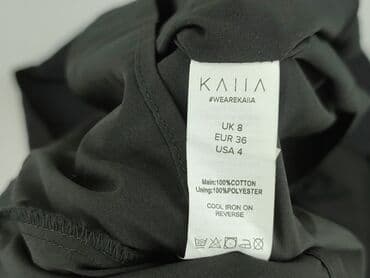 KAIIA
#WEAREKAIIA
UK 8
EUR 36
USA 4
Main:100%COTTON
Lining:100%POLYESTER
COOL IRON ON
REVERSE